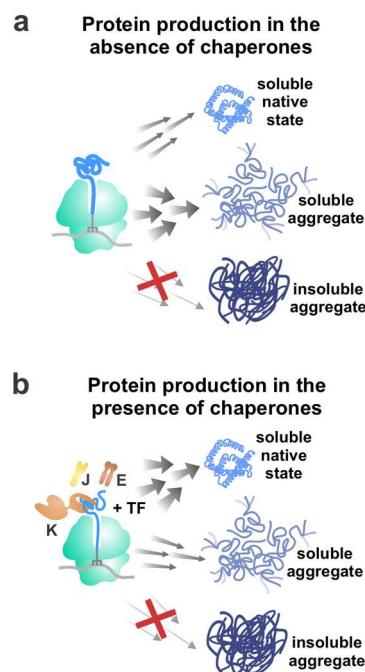 a
Protein production in the
absence of chaperones
soluble
native
state
soluble
aggregate
insoluble
aggregate
b
Protein production in the
presence of chaperones
soluble
native
state
J E
+ TF
K
soluble
aggregate
insoluble
aggregate